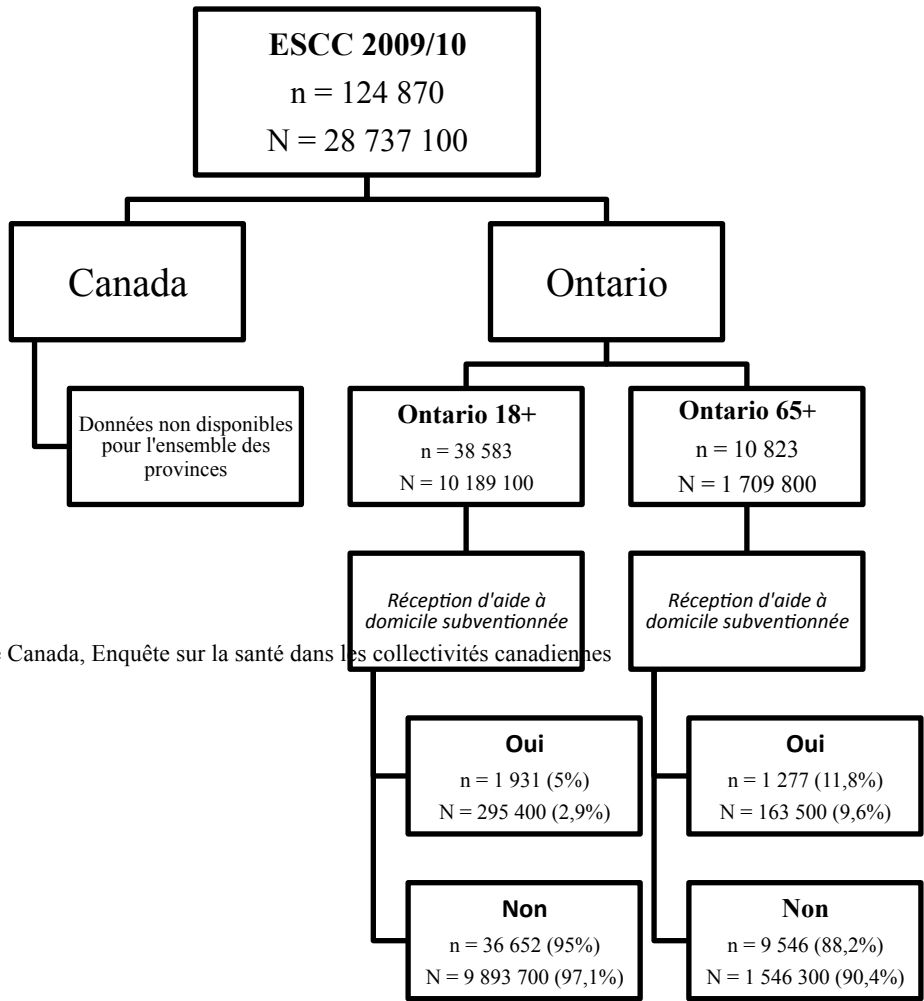 ESCC 2009/10
n = 124 870
N = 28 737 100
Canada
Ontario
Données non disponibles
pour l'ensemble des
provinces
Ontario 18+
n = 38 583
N = 10 189 100
Ontario 65+
n = 10 823
N = 1 709 800
Réception d'aide à
domicile subventionnée
Réception d'aide à
domicile subventionnée
Canada, Enquête sur la santé dans les collectivités canadiennes
Oui
n = 1 931 (5%)
N = 295 400 (2,9%)
Oui
n = 1 277 (11,8%)
N = 163 500 (9,6%)
Non
n = 36 652 (95%)
N = 9 893 700 (97,1%)
Non
n = 9 546 (88,2%)
N = 1 546 300 (90,4%)